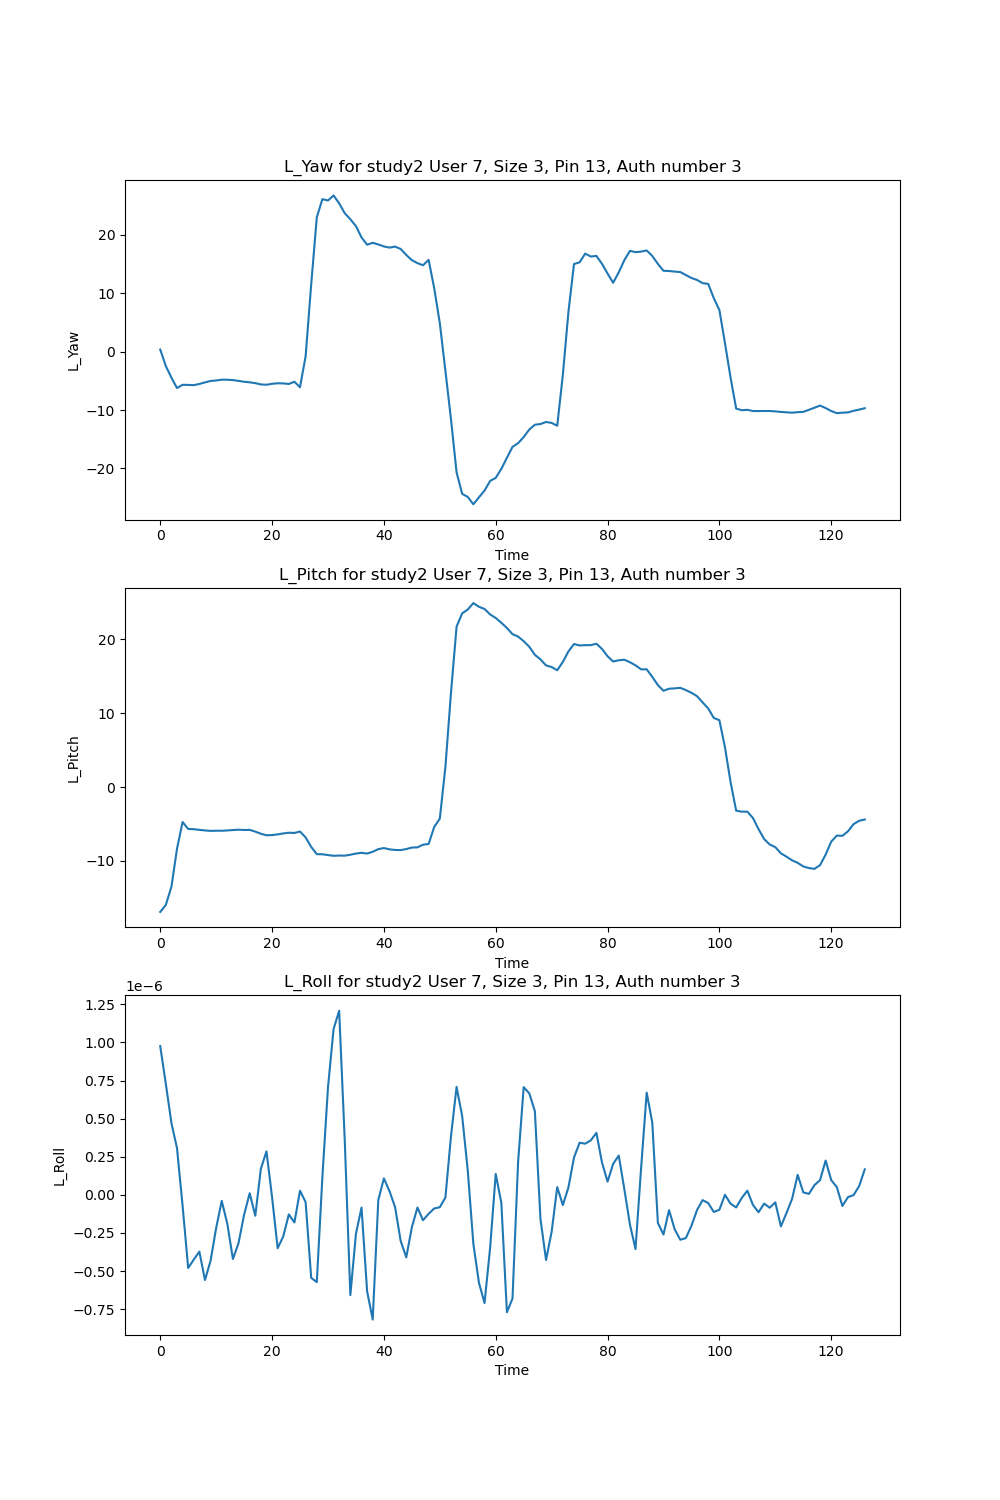 L_Yaw for study2 User 7, Size 3, Pin 13, Auth number 3
20
10
0
−10
−20
L_Yaw
0 20 40 60 80 100 120
Time
L_Pitch for study2 User 7, Size 3, Pin 13, Auth number 3
20
10
0
−10
L_Pitch
0 20 40 60 80 100 120
Time
L_Roll for study2 User 7, Size 3, Pin 13, Auth number 3
1e−6
1.25
1.00
0.75
0.50
0.25
0.00
−0.25
−0.50
−0.75
L_Roll
0 20 40 60 80 100 120
Time